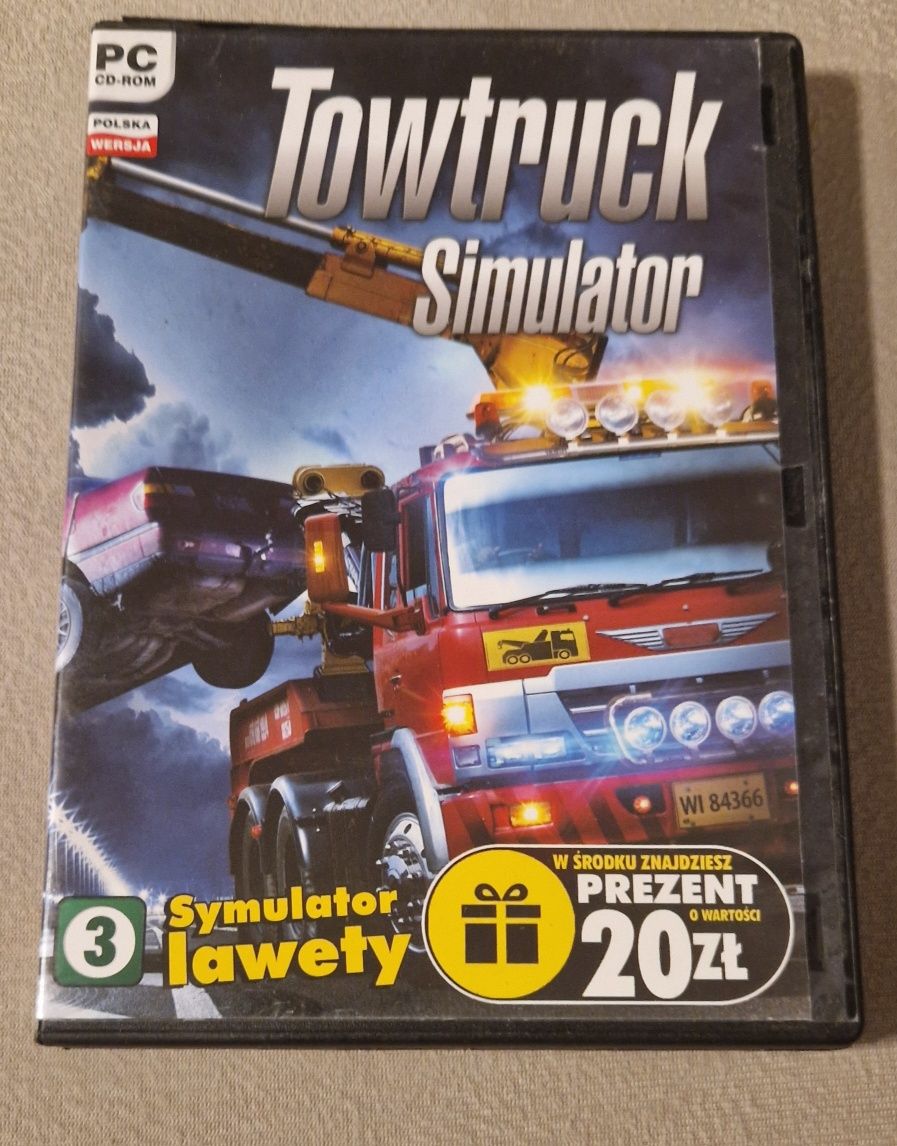 PC
CD-ROM
POLSKA
WERSJA
Towtruck
Simulator
WI 84366
3
Symulator
lawety
W ŚRODKU ZNAJDZIESZ
PREZENT
O WARTOŚCI
20ZŁ